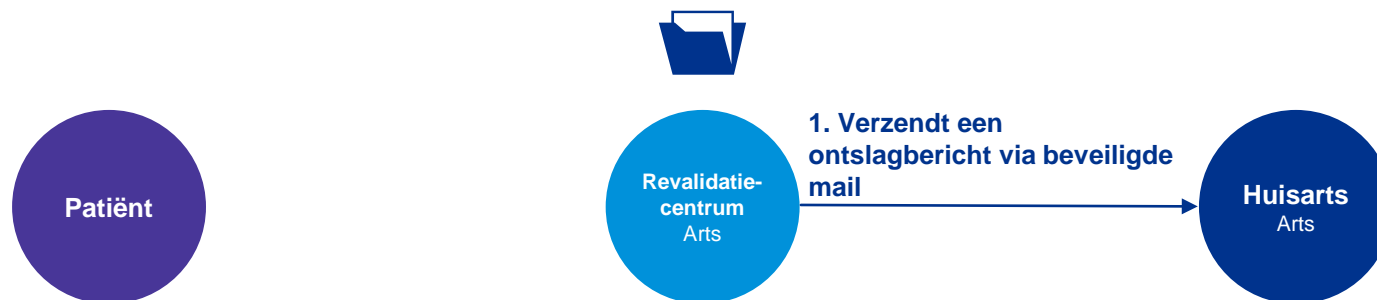 Patiënt
Revalidatie-
centrum
Arts
1. Verzendt een
ontslagbericht via beveiligde
mail
Huisarts
Arts